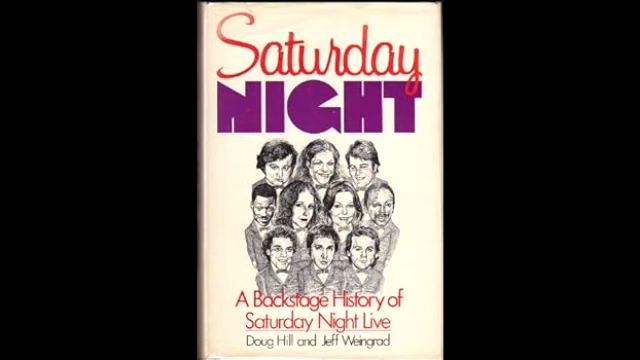 Saturday
NIGHT
A Backstage History of
Saturday Night Live
Doug Hill and Jeff Weingrad